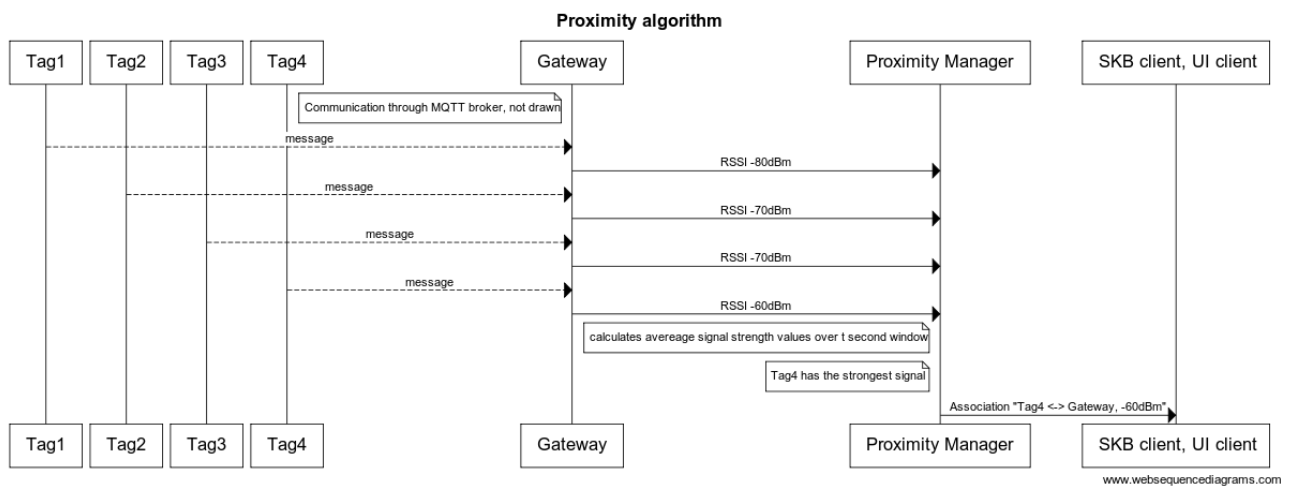 Proximity algorithm
Tag1 Tag2 Tag3 Tag4 Gateway Proximity Manager SKB client, UI client
Communication through MQTT broker, not drawn
message
RSSI -80dBm
message
RSSI -70dBm
message
RSSI -70dBm
message
RSSI -60dBm
calculates avereage signal strength values over t second window
Tag4 has the strongest signal
Association "Tag4 <-> Gateway, -60dBm"
Tag1 Tag2 Tag3 Tag4 Gateway Proximity Manager SKB client, UI client
www.websequencediagrams.com